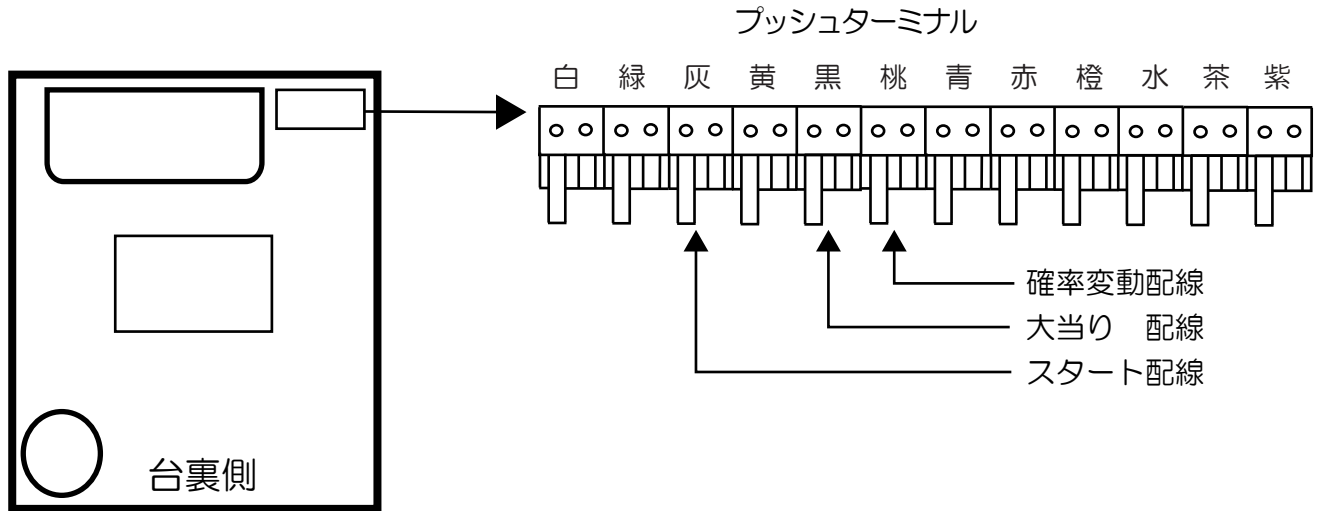 プッシュターミナル
白 緑 灰 黄 黒 桃 青 赤 橙 水 茶 紫
確率変動配線
大当り　配線
スタート配線
台裏側